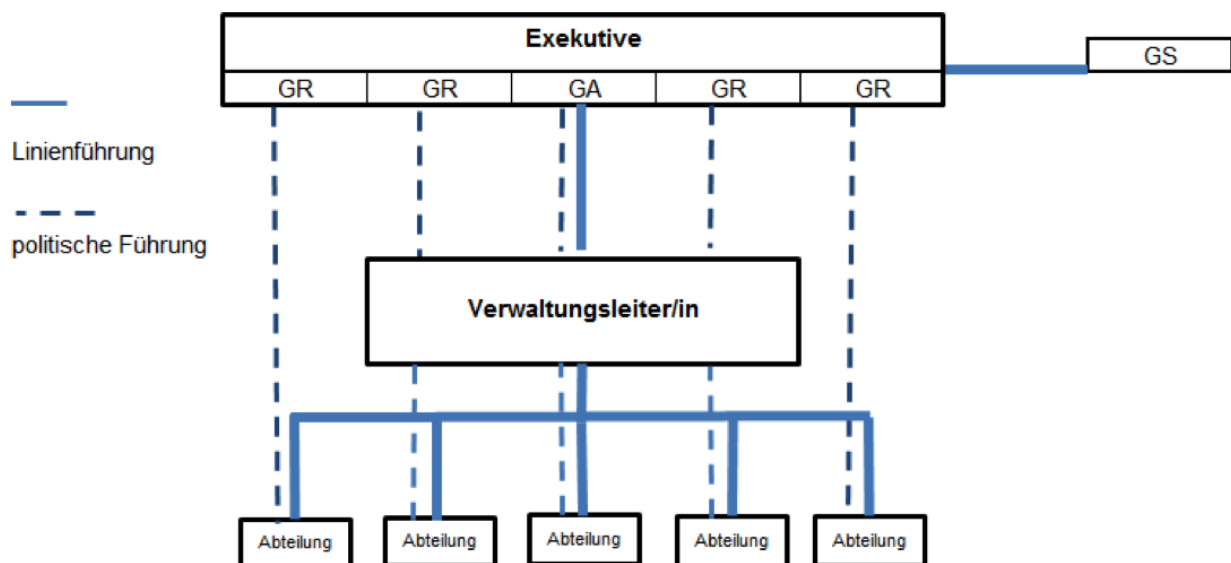 Exekutive
GS
GR GR GA GR GR
Linienführung
politische Führung
Verwaltungsleiter/in
Abteilung Abteilung Abteilung Abteilung Abteilung